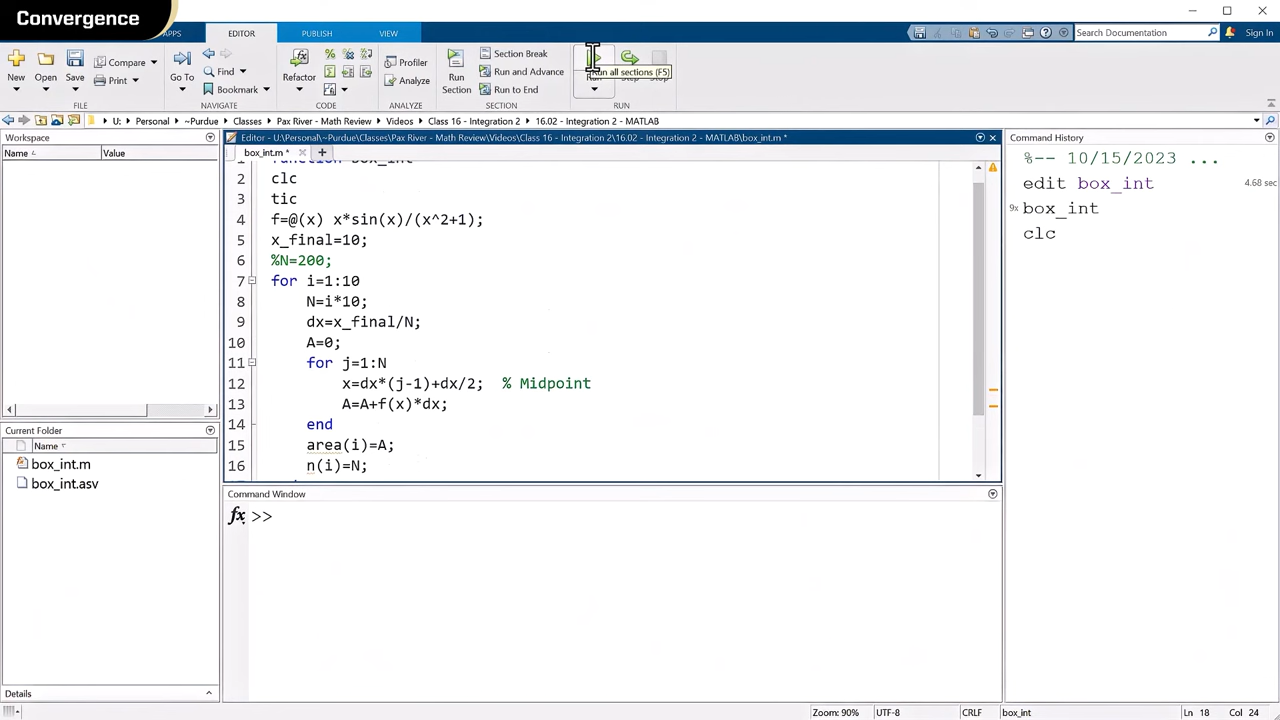 Convergence
APPS
EDITOR
PUBLISH
VIEW
Search Documentation
Sign In
New
Open
Save
Compare
Print
Go To
Find
Bookmark
Refactor
Profiler
Analyze
Run
Section
Section Break
Run and Advance
Run to End
Run
Step
Stop
Run all sections (F5)
FILE
NAVIGATE
CODE
ANALYZE
SECTION
RUN
U: Personal ~Purdue Classes Pax River - Math Review Videos Class 16 - Integration 2 16.02 - Integration 2 - MATLAB
Workspace
Name
Value
Editor - U:\Personal\~Purdue\Classes\Pax River - Math Review\Videos\Class 16 - Integration 2\16.02 - Integration 2 - MATLAB\box_int.m *
box_int.m *
1 function box_int
2 clc
3 tic
4 f=@(x) x*sin(x)/(x^2+1);
5 x_final=10;
6 %N=200;
7 for i=1:10
8 N=i*10;
9 dx=x_final/N;
10 A=0;
11 for j=1:N
12 x=dx*(j-1)+dx/2; % Midpoint
13 A=A+f(x)*dx;
14 end
15 area(i)=A;
16 n(i)=N;
Command History
%-- 10/15/2023 ...
edit box_int 4.68 sec
9x box_int
clc
Current Folder
Name
box_int.m
box_int.asv
Details
Command Window
fx >>
Zoom: 90%
UTF-8
CRLF
box_int
Ln 18 Col 24